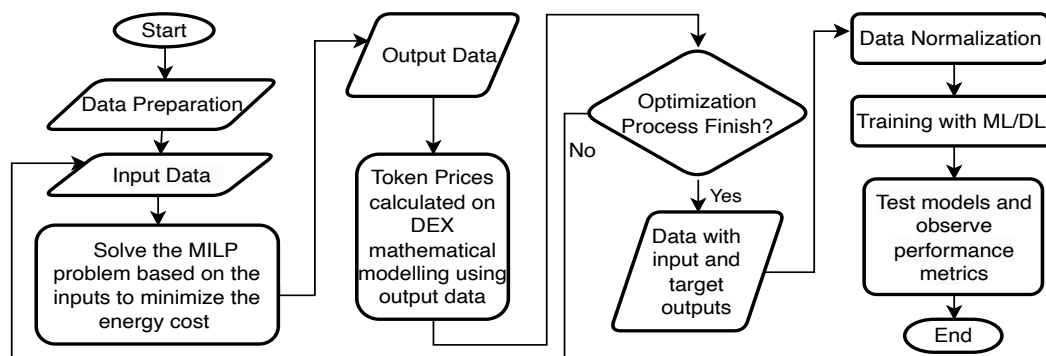 Start
Data Preparation
Input Data
Solve the MILP
problem based on the
inputs to minimize the
energy cost
Output Data
Token Prices
calculated on
DEX
mathematical
modelling using
output data
Optimization
Process Finish?
No
Yes
Data with
input and
target
outputs
Data Normalization
Training with ML/DL
Test models and
observe
performance
metrics
End